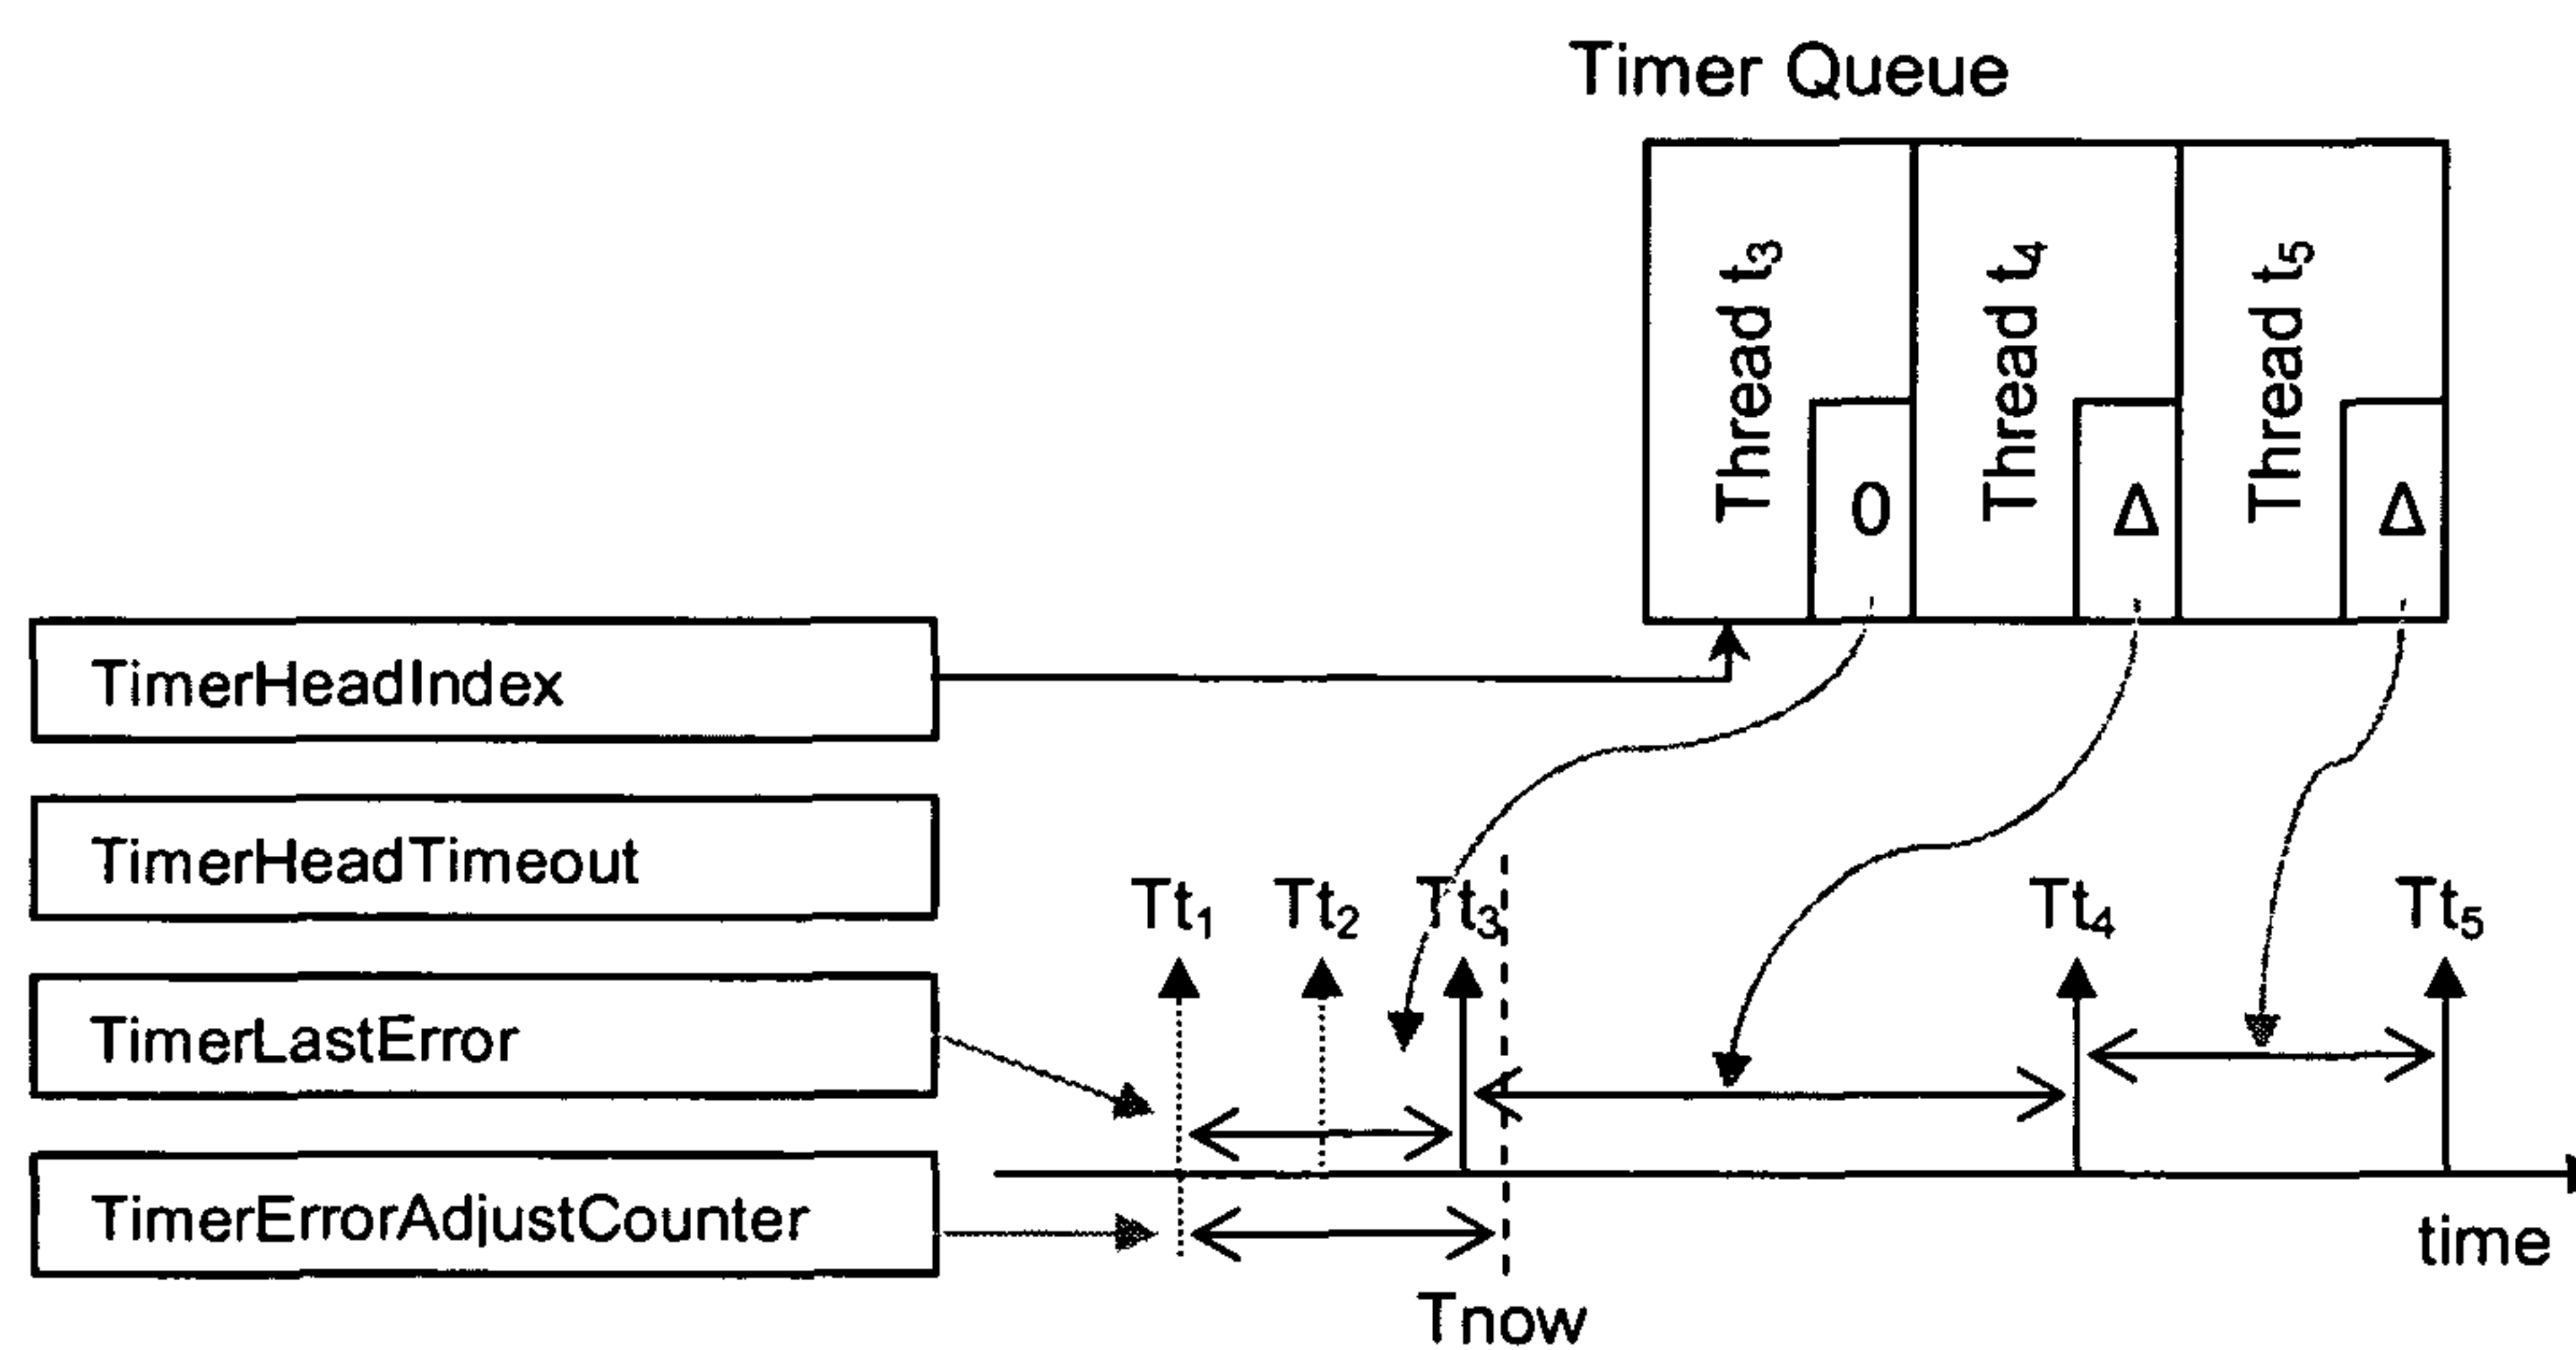 Timer Queue
Thread t₃
0
Thread t₄
Δ
Thread t₅
Δ
TimerHeadIndex
TimerHeadTimeout
Tt₁
Tt₂
Tt₃
Tt₄
Tt₅
TimerLastError
TimerErrorAdjustCounter
time
Tnow